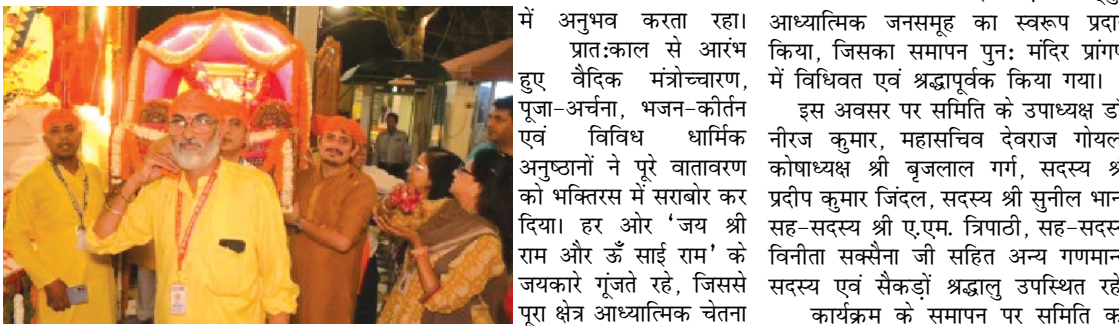 में अनुभव करता रहा।
प्रात:काल से आरंभ
हुए वैदिक मंत्रोच्चारण,
पूजा-अर्चना, भजन-कीर्तन
एवं विविध धार्मिक
अनुष्ठानों ने पूरे वातावरण
को भक्तिरस में सराबोर कर
दिया। हर ओर ‘जय श्री
राम और ऊँ साई राम’ के
जयकारे गूंजते रहे, जिससे
पूरा क्षेत्र आध्यात्मिक चेतना
आध्यात्मिक जनसमूह का स्वरूप
किया, जिसका समापन पुन: मंदिर
में विधिवत एवं श्रद्धापूर्वक किया गया।
इस अवसर पर समिति के उपाध्यक्ष
नीरज कुमार, महासचिव देवराज गोयल
कोषाध्यक्ष श्री बृजलाल गर्ग, सदस्य
प्रदीप कुमार जिंदल, सदस्य श्री सुनील
सह-सदस्य श्री ए.एम. त्रिपाठी,
विनीता सक्सैना जी सहित अन्य
सदस्य एवं सैकड़ों श्रद्धालु उपस्थित
कार्यक्रम के समापन पर समिति